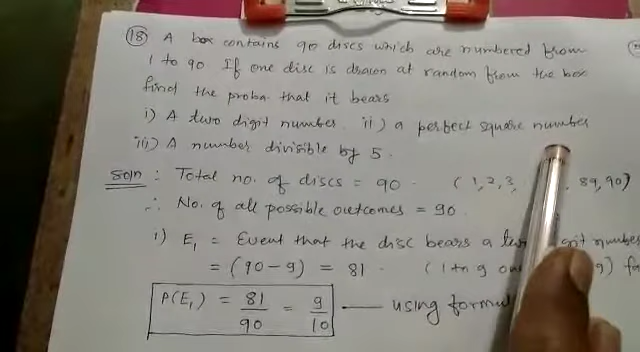 (18) A box contains 90 discs which are numbered from
1 to 90 If one disc is drawn at random from the box
find the proba. that it bears
i) A two digit number. ii) a perfect square number
iii) A number divisible by 5.
Soln : Total no. of discs = 90. (1, 2, 3, , 89, 90)
∴ No. of all possible outcomes = 90.
i) E₁ = Event that the disc bears a digit number
= (90 - 9) = 81. (1 to 9 9)
P(E₁) = 81/90 = 9/10 — using